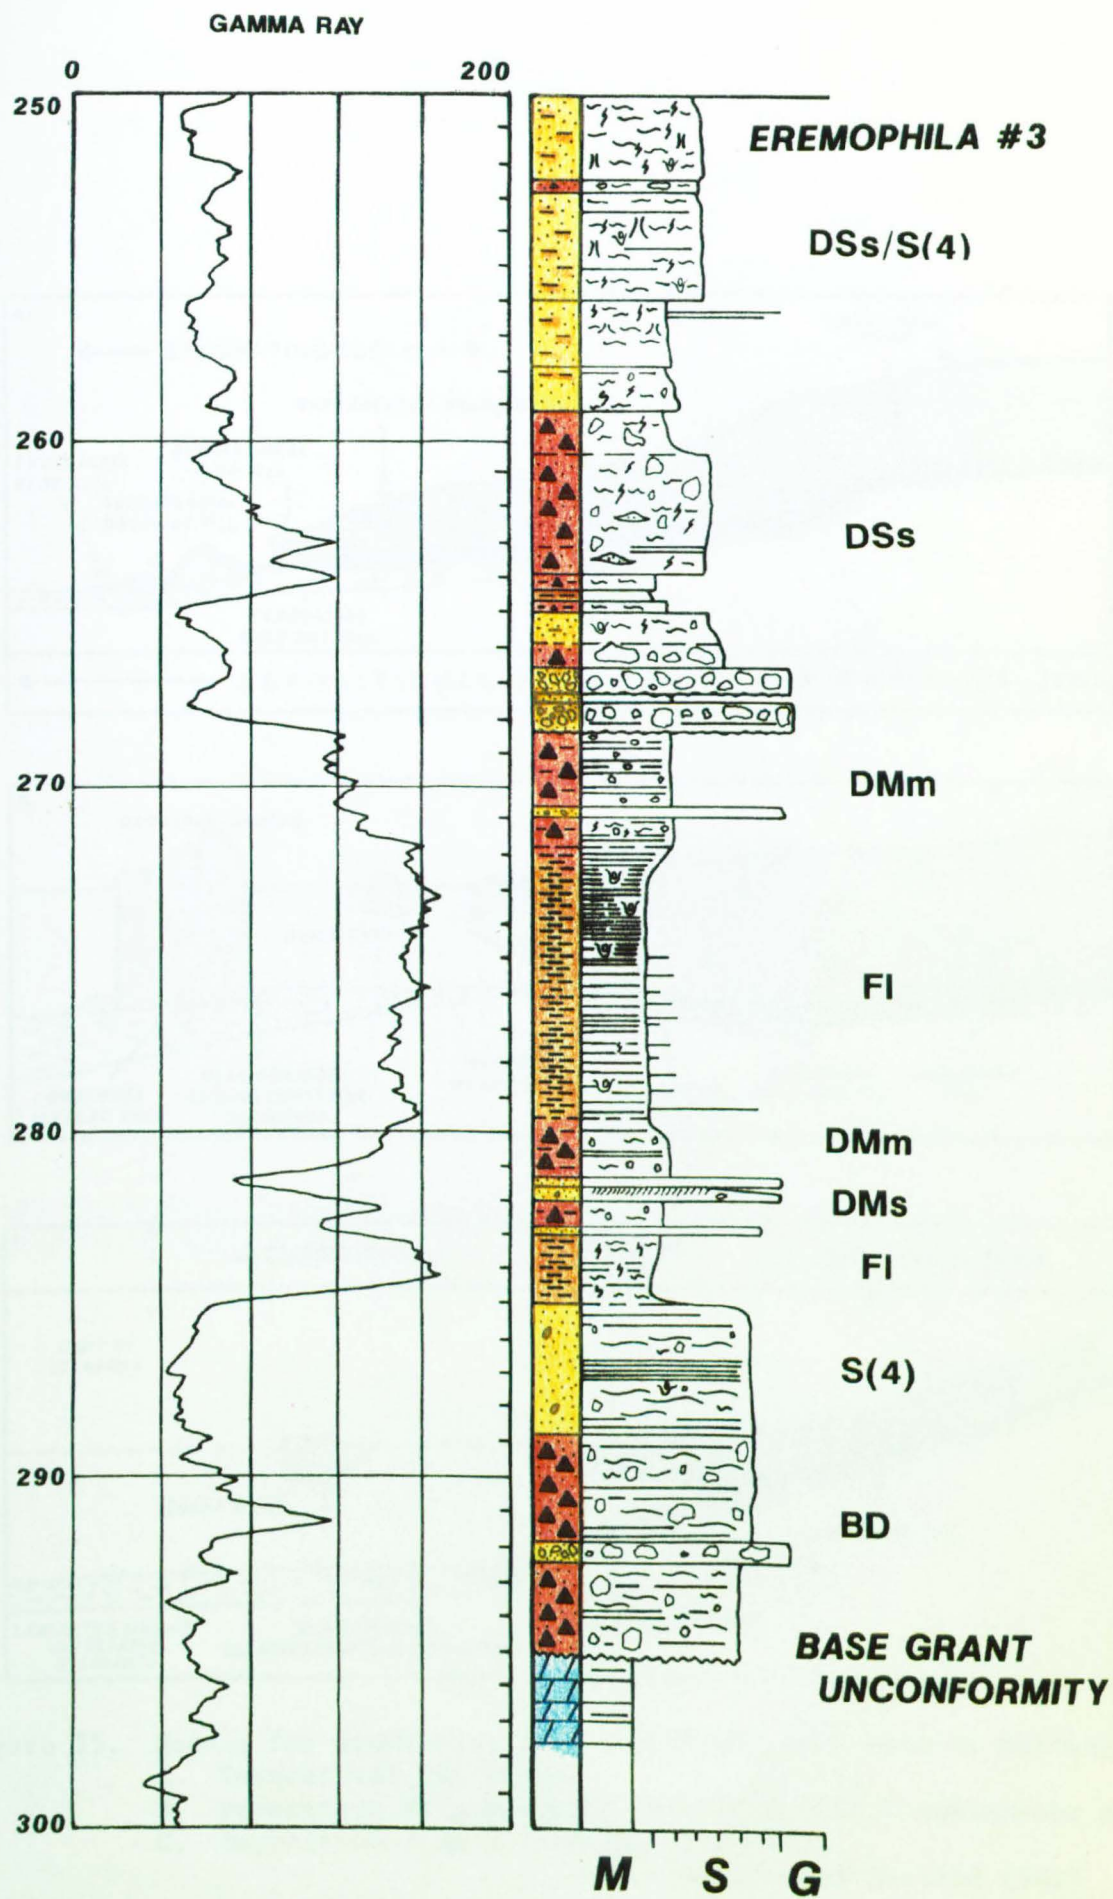 GAMMA RAY
0 200
250
EREMOPHILA #3
DSs/S(4)
260
DSs
270
DMm
Fl
280
DMm
DMs
Fl
S(4)
290
BD
BASE GRANT
UNCONFORMITY
300
M S G